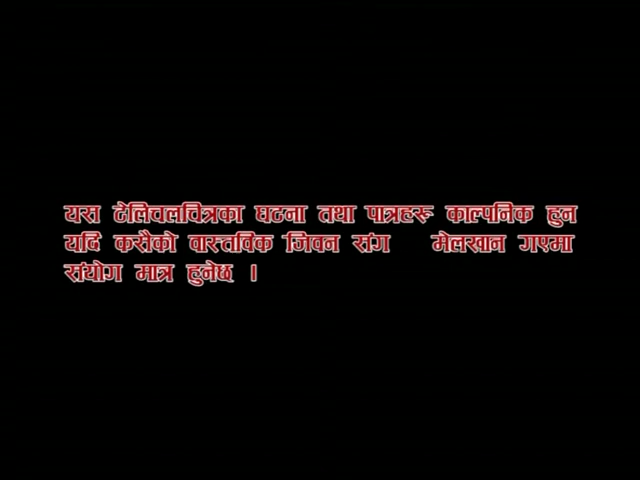 यस टेलिचलचित्रका घटना तथा पात्रहरू काल्पनिक हुन
यदि कसैको वास्तविक जिवन संग मेलखान गएमा
संयोग मात्र हुनेछ ।